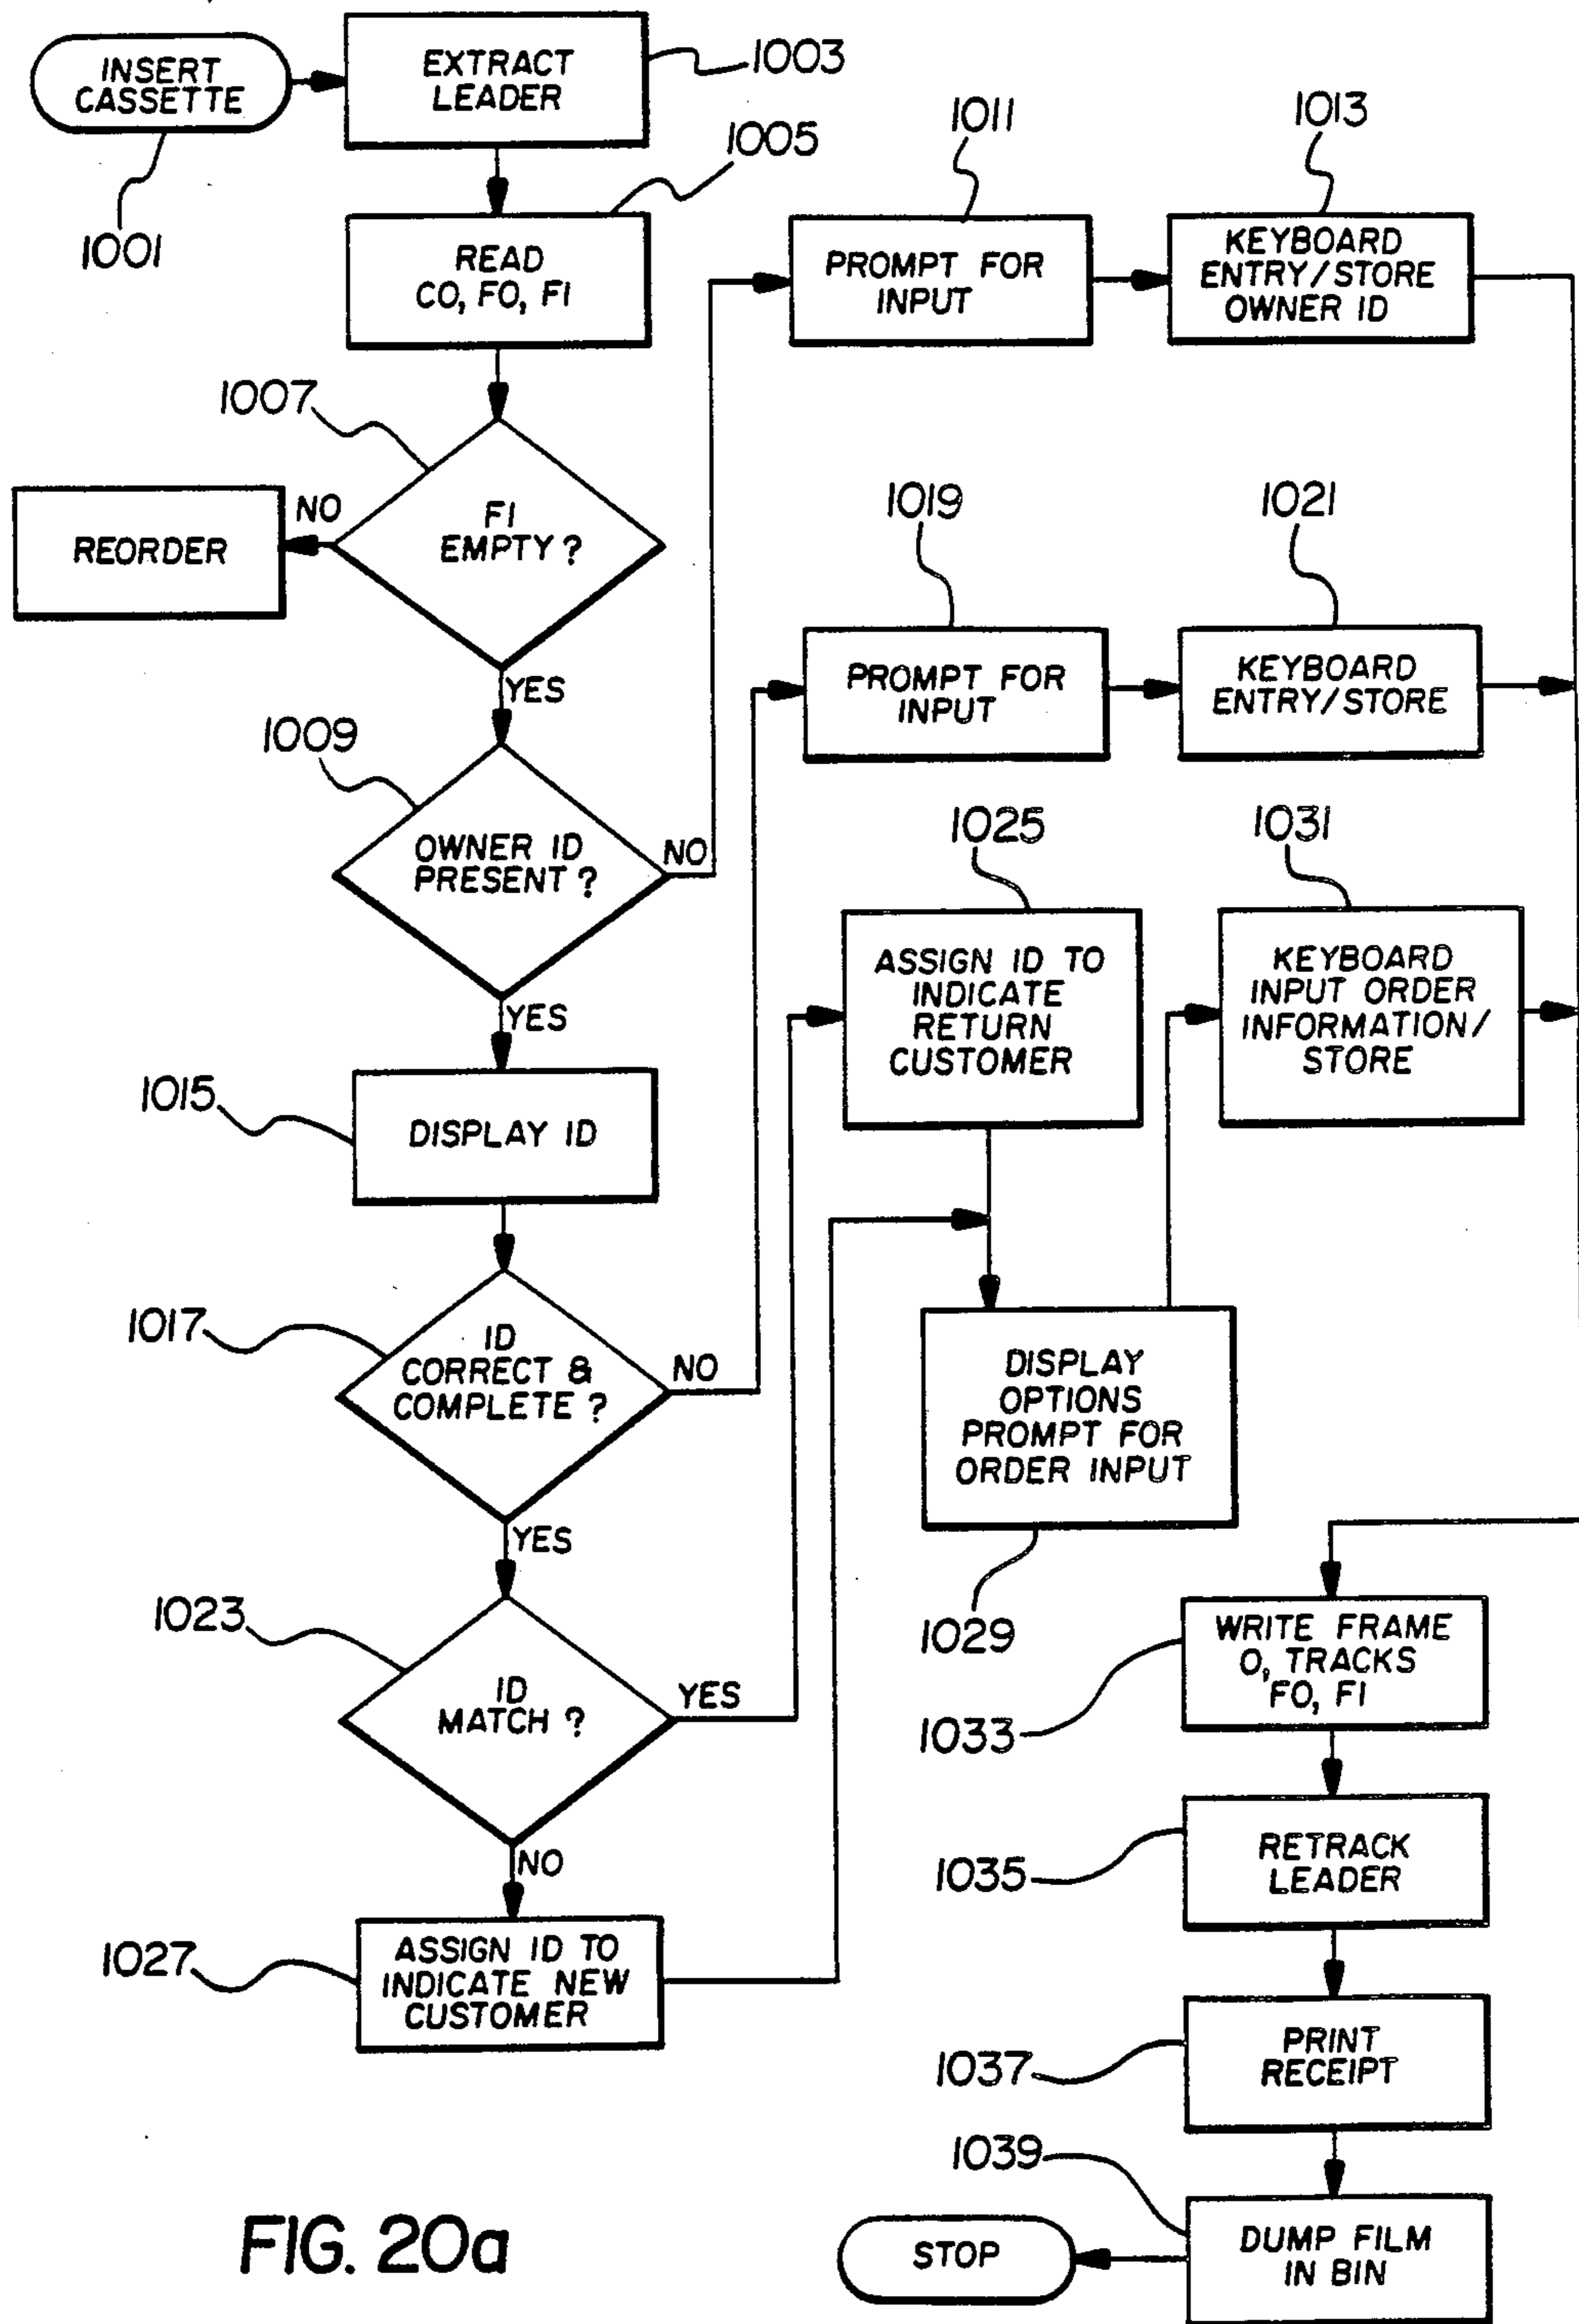 INSERT
CASSETTE
1001
EXTRACT
LEADER
1003
1005
READ
CO, FO, FI
1007
FI
EMPTY?
NO
REORDER
YES
1009
OWNER ID
PRESENT?
NO
YES
1011
PROMPT FOR
INPUT
1013
KEYBOARD
ENTRY/STORE
OWNER ID
1015
DISPLAY ID
1017
ID
CORRECT &
COMPLETE?
NO
YES
1019
PROMPT FOR
INPUT
1021
KEYBOARD
ENTRY/STORE
1023
ID
MATCH?
YES
NO
1025
ASSIGN ID TO
INDICATE
RETURN
CUSTOMER
1027
ASSIGN ID TO
INDICATE NEW
CUSTOMER
DISPLAY
OPTIONS
PROMPT FOR
ORDER INPUT
1029
1031
KEYBOARD
INPUT ORDER
INFORMATION/
STORE
WRITE FRAME
0, TRACKS
FO, FI
1033
RETRACK
LEADER
1035
PRINT
RECEIPT
1037
1039
DUMP FILM
IN BIN
STOP
FIG. 20a